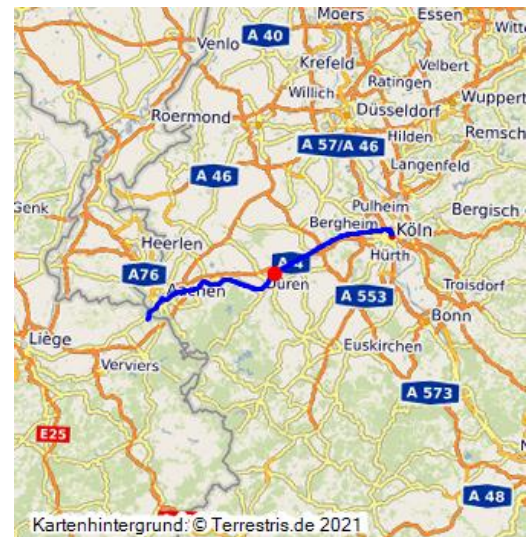 Moers
Essen
Witte
A 40
Venlo
Krefeld
Velbert
Willich
Ratingen
Wuppert
Roermond
Düsseldorf
A 57/A 46
Hilden
Remsch
A 46
Langenfeld
Genk
Pulheim
Heerlen
Bergheim
Köln
Bergisch
A76
A 4
Hürth
Aachen
Düren
Troisdorf
A 553
Liège
Bonn
Verviers
Euskirchen
A 573
E25
A 48
Kartenhintergrund: © Terrestris.de 2021